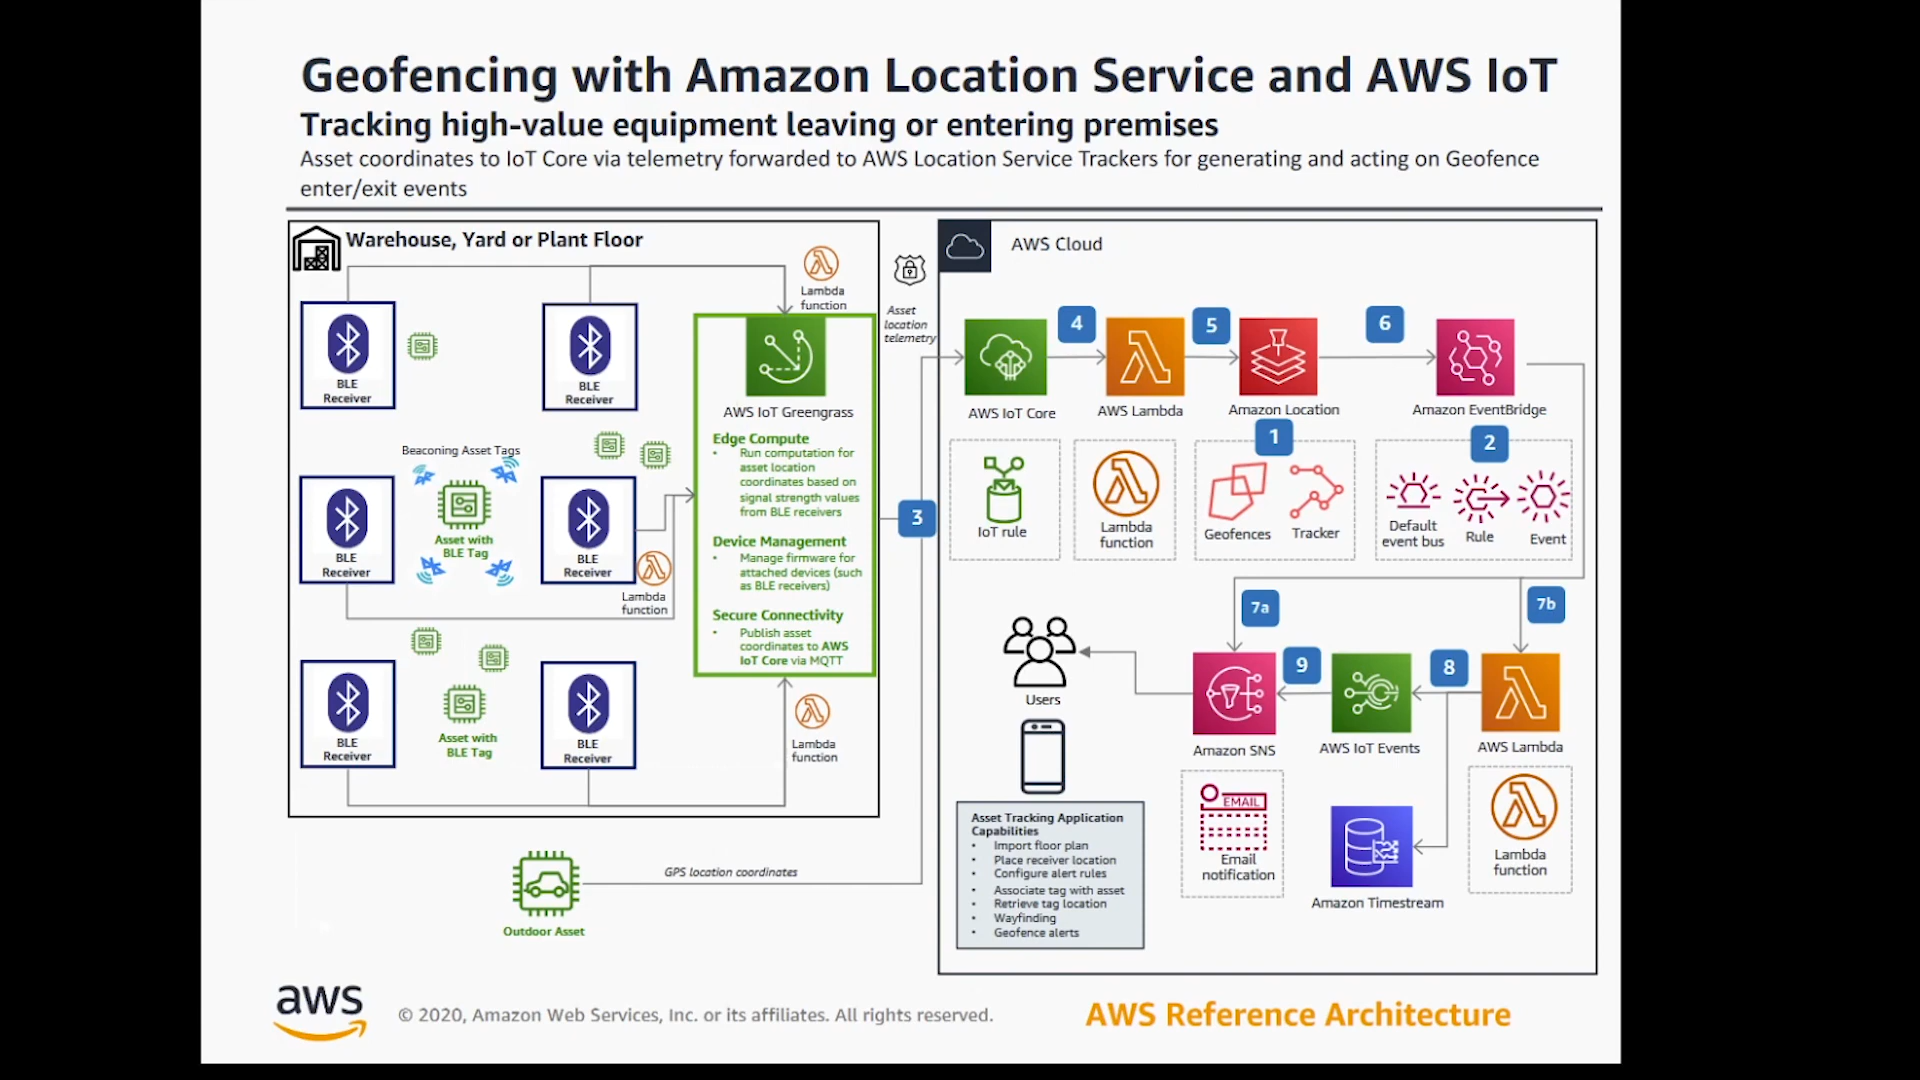 Geofencing with Amazon Location Service and AWS IoT
Tracking high-value equipment leaving or entering premises
Asset coordinates to IoT Core via telemetry forwarded to AWS Location Service Trackers for generating and acting on Geofence
enter/exit events
Warehouse, Yard or Plant Floor
Lambda
function
BLE
Receiver
BLE
Receiver
Beaconing Asset Tags
BLE
Receiver
Asset with
BLE Tag
BLE
Receiver
Lambda
function
BLE
Receiver
Asset with
BLE Tag
BLE
Receiver
Lambda
function
AWS IoT Greengrass
Edge Compute
• Run computation for
asset location
coordinates based on
signal strength values
from BLE receivers
Device Management
• Manage firmware for
attached devices (such
as BLE receivers)
Secure Connectivity
• Publish asset
coordinates to AWS
IoT Core via MQTT
Outdoor Asset
GPS location coordinates
Asset
location
telemetry
3
AWS Cloud
AWS IoT Core
4
AWS Lambda
5
Amazon Location
6
Amazon EventBridge
IoT rule
Lambda
function
1
Geofences
Tracker
2
Default
event bus
Rule
Event
7a
7b
Users
Amazon SNS
9
AWS IoT Events
8
AWS Lambda
EMAIL
Email
notification
Amazon Timestream
Lambda
function
Asset Tracking Application
Capabilities
• Import floor plan
• Place receiver location
• Configure alert rules
• Associate tag with asset
• Retrieve tag location
• Wayfinding
• Geofence alerts
aws
© 2020, Amazon Web Services, Inc. or its affiliates. All rights reserved.
AWS Reference Architecture